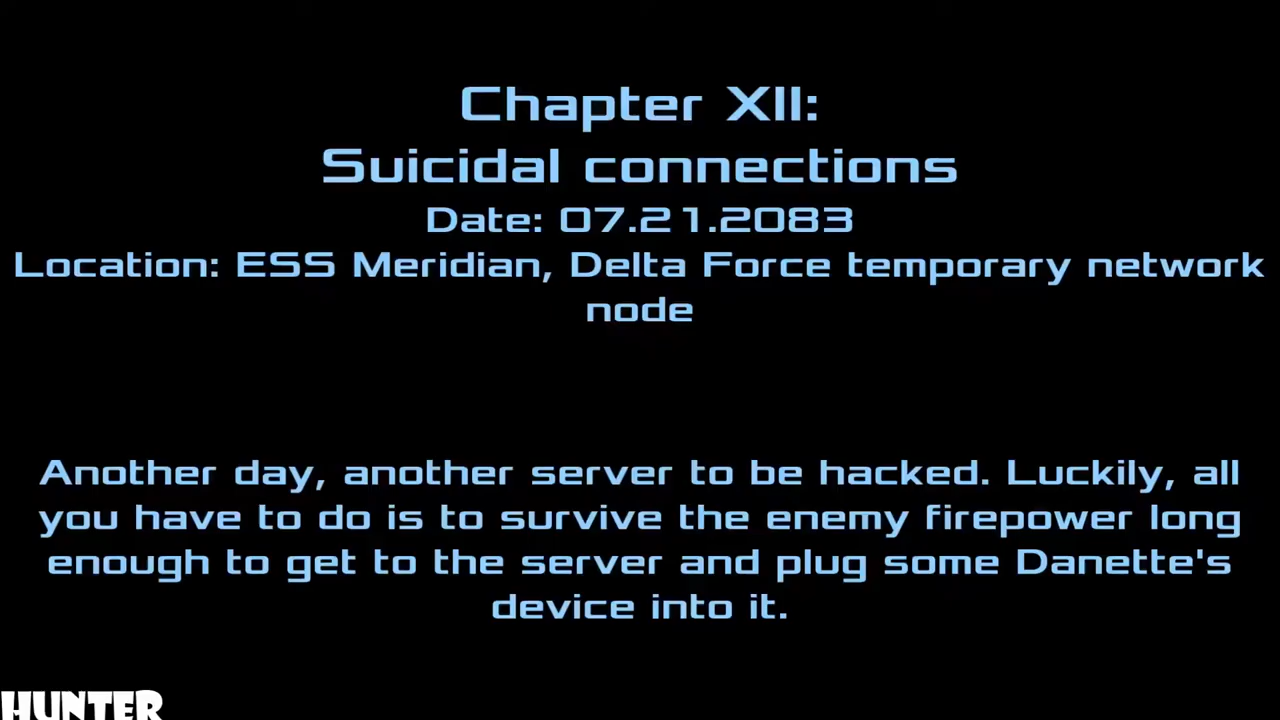 Chapter XII:
Suicidal connections
Date: 07.21.2083
Location: ESS Meridian, Delta Force temporary network
node
Another day, another server to be hacked. Luckily, all
you have to do is to survive the enemy firepower long
enough to get to the server and plug some Danette's
device into it.
HUNTER